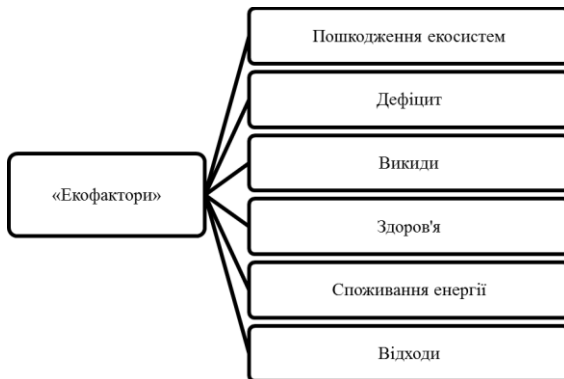 Пошкодження екосистем
Дефіцит
Викиди
«Екофактори»
Здоров'я
Споживання енергії
Відходи